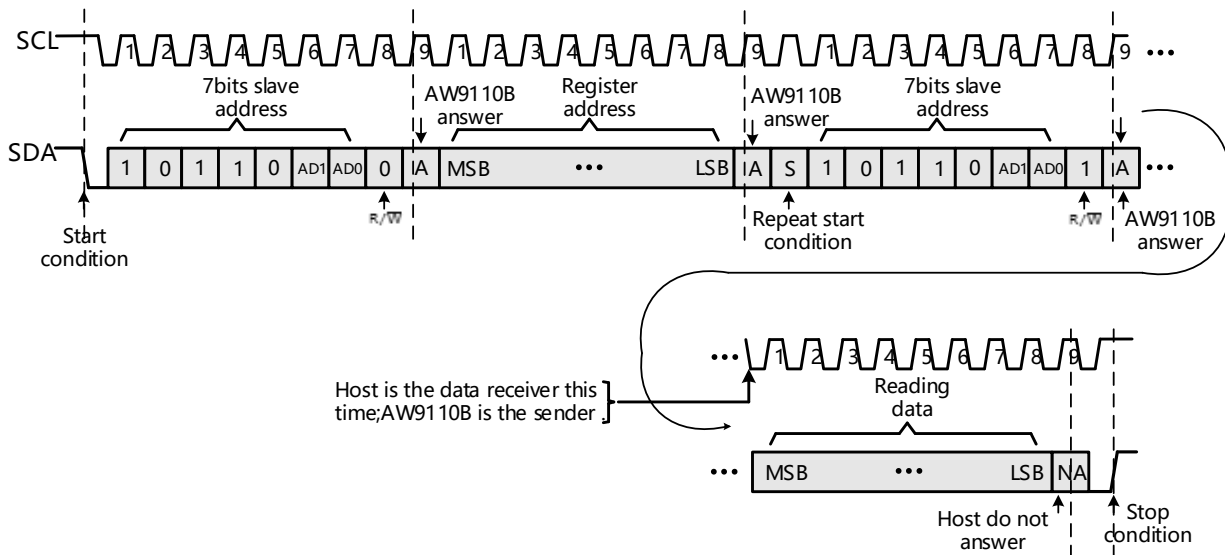 SCL 1 2 3 4 5 6 7 8 9 1 2 3 4 5 6 7 8 9 1 2 3 4 5 6 7 8 9 •••
7bits slave
address
AW9110B
answer
Register
address
AW9110B
answer
7bits slave
address
SDA 1 0 1 1 0 AD1 AD0 0 A MSB ••• LSB A S 1 0 1 1 0 AD1 AD0 1 A •••
Start
condition
R/W̅
Repeat start
condition
R/W̅
AW9110B
answer
••• 1 2 3 4 5 6 7 8 9
Host is the data receiver this
time;AW9110B is the sender .
Reading
data
••• MSB ••• LSB NA
Host do not
answer
Stop
condition